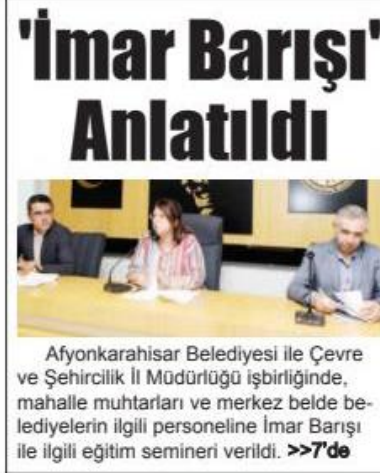 'İmar Barışı'
Anlatıldı
Afyonkarahisar Belediyesi ile Çevre
ve Şehircilik İl Müdürlüğü işbirliğinde,
mahalle muhtarları ve merkez belde be-
lediyelerin ilgili personeline İmar Barışı
ile ilgili eğitim semineri verildi. >>7'de